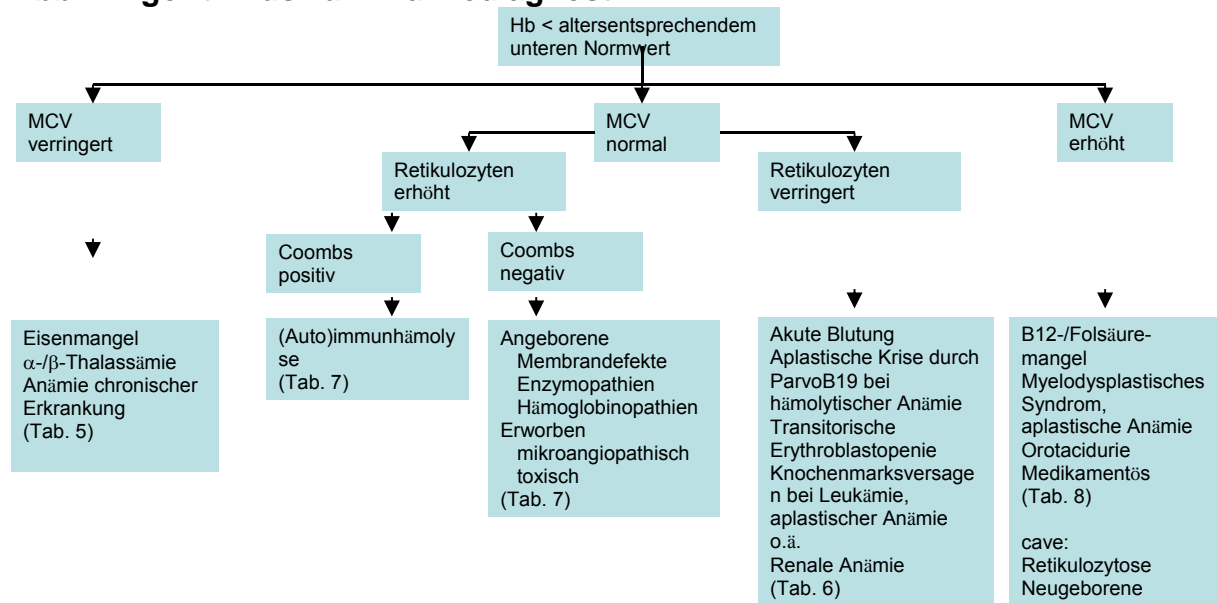 Hb < altersentsprechendem
unteren Normwert
MCV
verringert
MCV
normal
MCV
erhöht
Retikulozyten
erhöht
Retikulozyten
verringert
Coombs
positiv
Coombs
negativ
Eisenmangel
α-/β-Thalassämie
Anämie chronischer
Erkrankung
(Tab. 5)
(Auto)immunhämoly
se
(Tab. 7)
Angeborene
Membrandefekte
Enzymopathien
Hämoglobinopathien
Erworben
mikroangiopathisch
toxisch
(Tab. 7)
Akute Blutung
Aplastische Krise durch
ParvoB19 bei
hämolytischer Anämie
Transitorische
Erythroblastopenie
Knochenmarksversage
n bei Leukämie,
aplastischer Anämie
o.ä.
Renale Anämie
(Tab. 6)
B12-/Folsäure-
mangel
Myelodysplastisches
Syndrom,
aplastische Anämie
Orotacidurie
Medikamentös
(Tab. 8)
cave:
Retikulozytose
Neugeborene